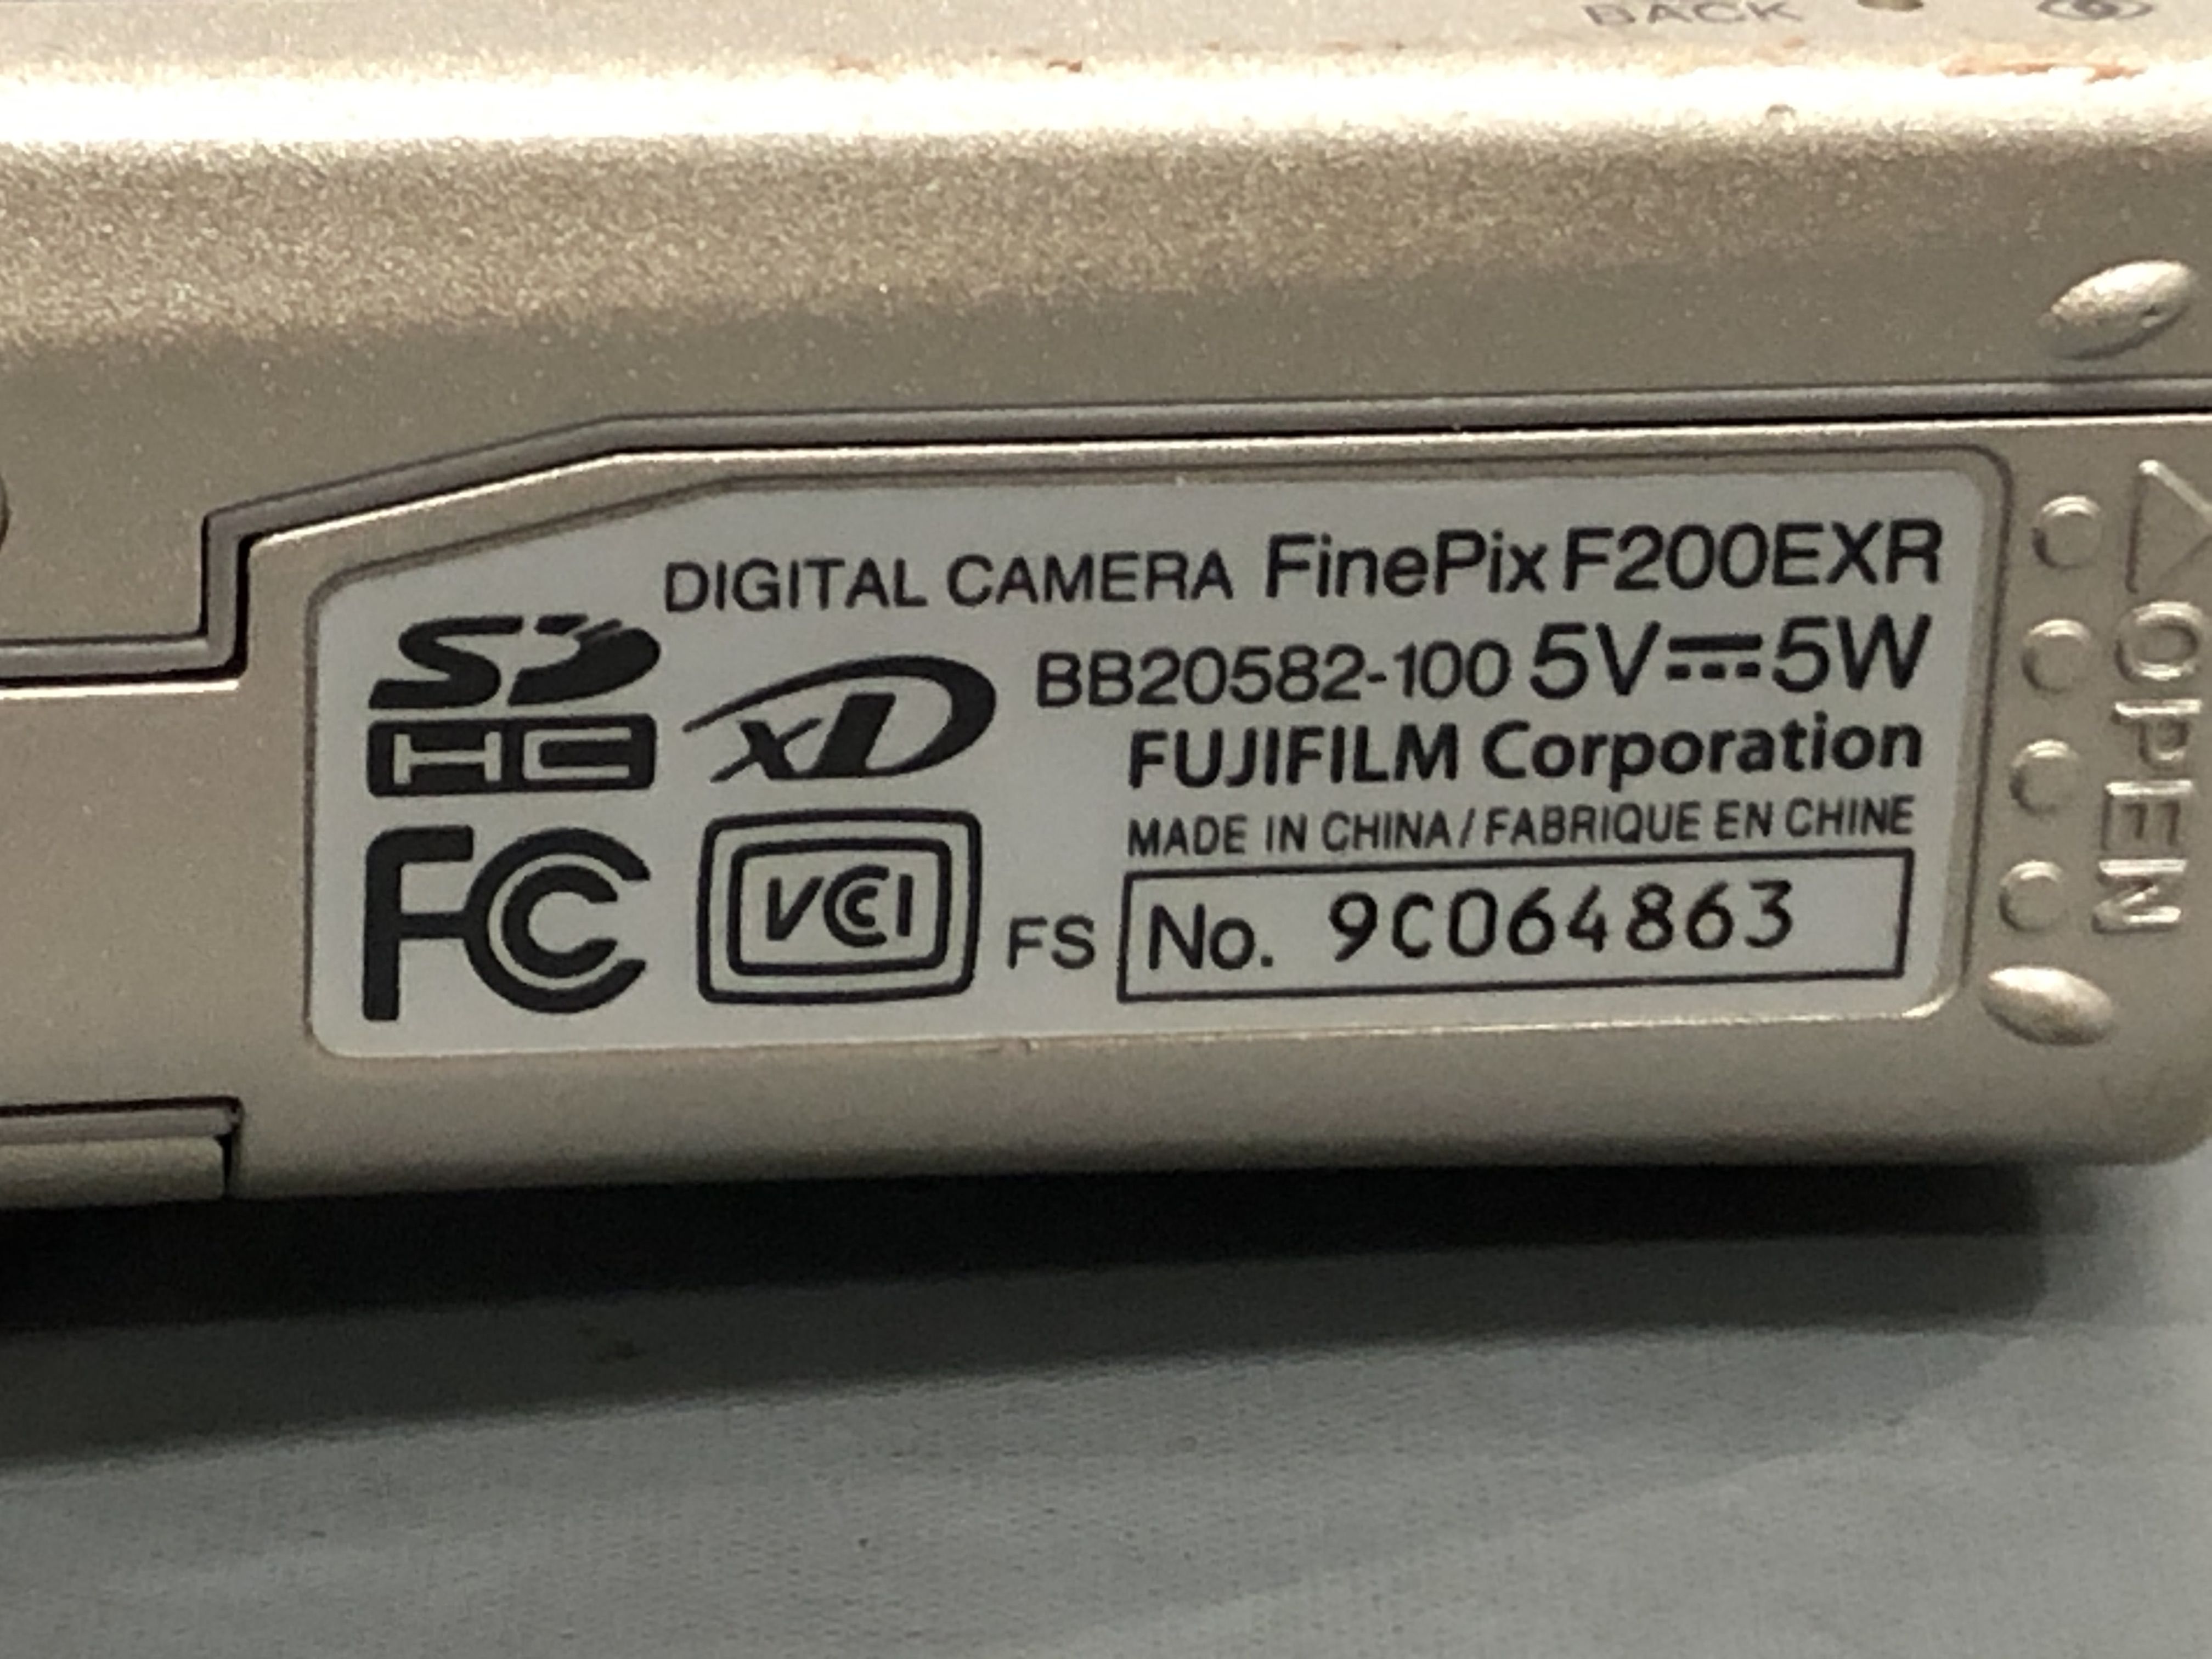 BACK
DIGITAL CAMERA FinePix F200EXR
SD
HC
xD
BB20582-100 5V⎓5W
FUJIFILM Corporation
MADE IN CHINA / FABRIQUE EN CHINE
FC
VCCI
FS
No. 9C064863
OPEN